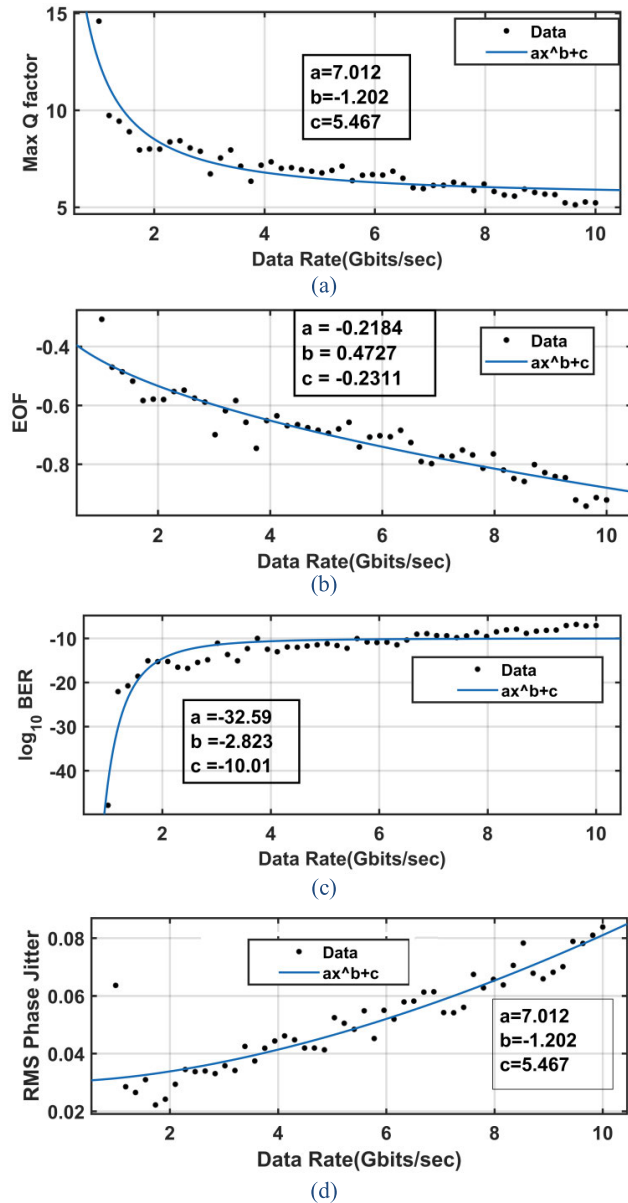 15
10
5
Max Q factor
Data
ax^b+c
a=7.012
b=-1.202
c=5.467
2 4 6 8 10
Data Rate(Gbits/sec)
(a)
-0.4
-0.6
-0.8
EOF
a = -0.2184
b = 0.4727
c = -0.2311
Data
ax^b+c
2 4 6 8 10
Data Rate(Gbits/sec)
(b)
-10
-20
-30
-40
log10 BER
Data
ax^b+c
a =-32.59
b =-2.823
c =-10.01
2 4 6 8 10
Data Rate(Gbits/sec)
(c)
0.08
0.06
0.04
0.02
RMS Phase Jitter
Data
ax^b+c
a=7.012
b=-1.202
c=5.467
2 4 6 8 10
Data Rate(Gbits/sec)
(d)